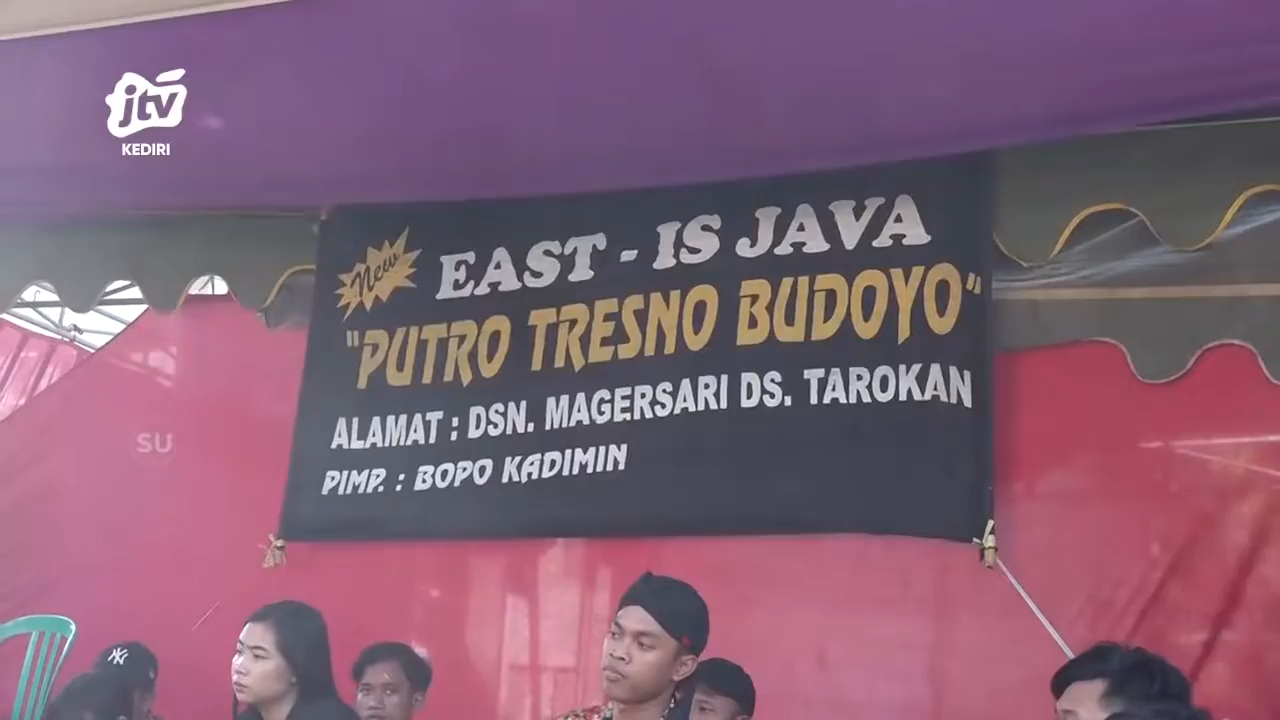 jtv
KEDIRI
New
EAST - IS JAVA
"PUTRO TRESNO BUDOYO"
ALAMAT : DSN. MAGERSARI DS. TAROKAN
PIMP. : BOPO KADIMIN
SU
NY